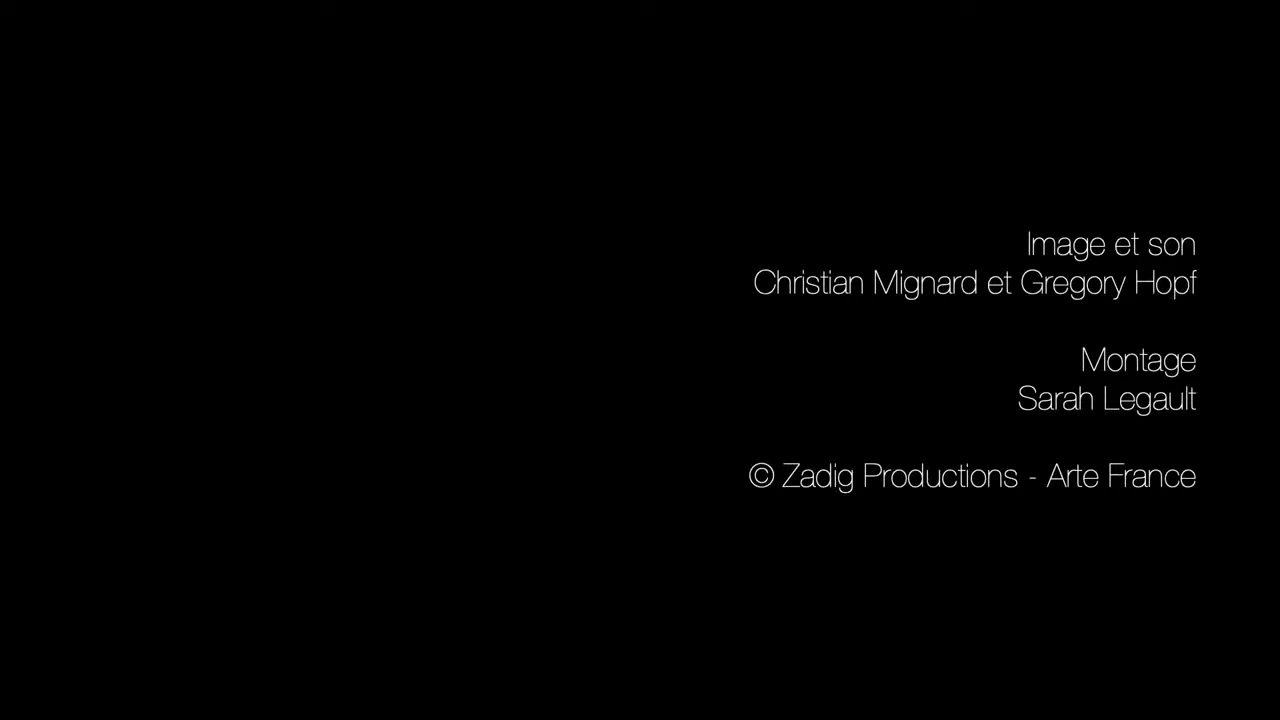 Image et son
Christian Mignard et Gregory Hopf
Montage
Sarah Legault
© Zadig Productions - Arte France